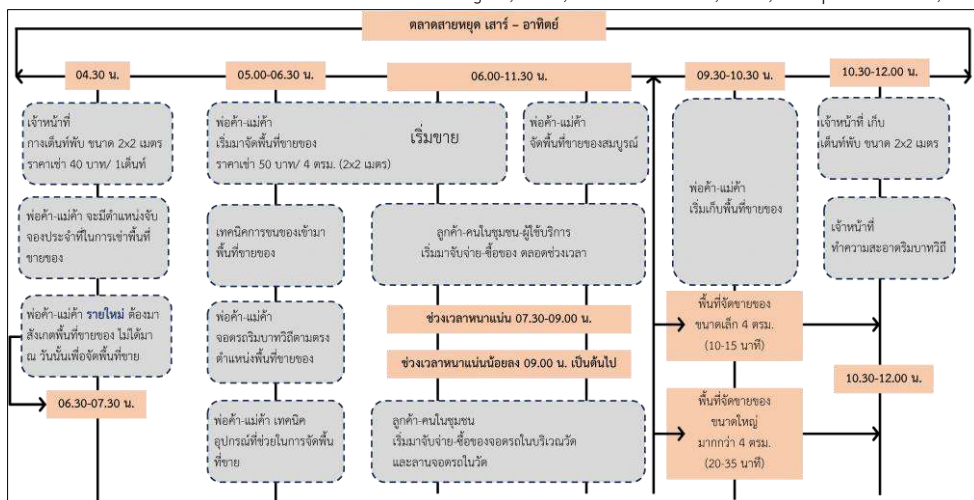 ตลาดสายหยุด เสาร์ – อาทิตย์
04.30 น.
05.00-06.30 น.
06.00-11.30 น.
09.30-10.30 น.
10.30-12.00 น.
เจ้าหน้าที่
กางเต็นท์พับ ขนาด 2x2 เมตร
ราคาเช่า 40 บาท/ 1เต็นท์
พ่อค้า-แม่ค้า จะมีตำแหน่งจับ
จองประจำที่ในการเช่าพื้นที่
ขายของ
พ่อค้า-แม่ค้า รายใหม่ ต้องมา
สังเกตพื้นที่ขายของ ไม่ได้มา
ณ วันนั้นเพื่อจัดพื้นที่ขาย
06.30-07.30 น.
พ่อค้า-แม่ค้า
เริ่มมาจัดพื้นที่ขายของ
ราคาเช่า 50 บาท/ 4 ตรม. (2x2 เมตร)
เริ่มขาย
เทคนิคการขนของเข้ามา
พื้นที่ขายของ
พ่อค้า-แม่ค้า
จอดรถริมบาทวิถีตามตรง
ตำแหน่งพื้นที่ขายของ
พ่อค้า-แม่ค้า เทคนิค
อุปกรณ์ที่ช่วยในการจัดพื้น
ที่ขาย
พ่อค้า-แม่ค้า
จัดพื้นที่ขายของสมบูรณ์
ลูกค้า-คนในชุมชน-ผู้ใช้บริการ
เริ่มมาจับจ่าย-ซื้อของ ตลอดช่วงเวลา
ช่วงเวลาหนาแน่น 07.30-09.00 น.
ช่วงเวลาหนาแน่นน้อยลง 09.00 น. เป็นต้นไป
ลูกค้า-คนในชุมชน
เริ่มมาจับจ่าย-ซื้อของจอดรถในบริเวณวัด
และลานจอดรถในวัด
พ่อค้า-แม่ค้า
เริ่มเก็บพื้นที่ขายของ
พื้นที่จัดขายของ
ขนาดเล็ก 4 ตรม.
(10-15 นาที)
พื้นที่จัดขายของ
ขนาดใหญ่
มากกว่า 4 ตรม.
(20-35 นาที)
เจ้าหน้าที่ เก็บ
เต็นท์พับ ขนาด 2x2 เมตร
เจ้าหน้าที่
ทำความสะอาดริมบาทวิถี
10.30-12.00 น.